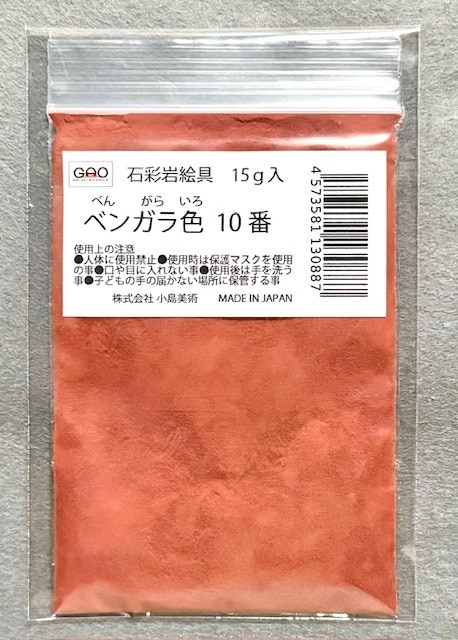 GAO
石彩岩絵具 15g入
べん がら いろ
ベンガラ色 10番
使用上の注意
●人体に使用禁止●使用時は保護マスクを使用
の事●口や目に入れない事●使用後は手を洗う
事●子どもの手の届かない場所に保管する事
株式会社 小島美術 MADE IN JAPAN
4 573581 130887